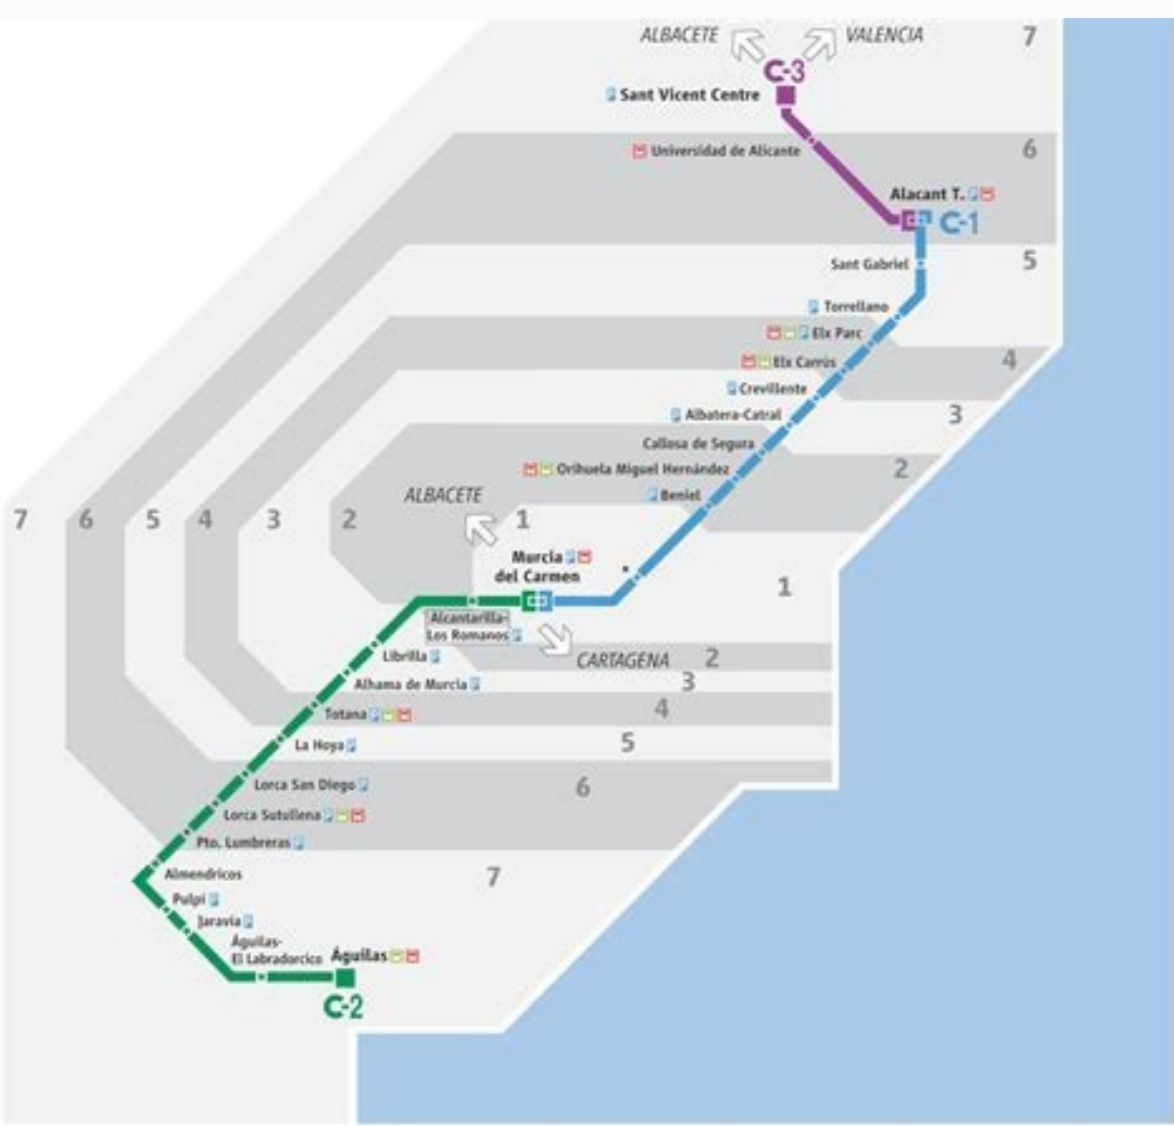 ALBACETE
VALENCIA
7
C-3
Sant Vicent Centre
Universidad de Alicante
6
Alacant T.
C-1
Sant Gabriel
5
Torrellano
Elx Parc
4
Elx Carrús
Crevillente
3
Albatera-Catral
Callosa de Segura
2
Orihuela Miguel Hernández
Beniel
ALBACETE
7
6
5
4
3
2
1
Murcia
del Carmen
1
Alcantarilla-
Los Romanos
Librilla
CARTAGENA
2
Alhama de Murcia
3
Totana
4
La Hoya
5
Lorca San Diego
6
Lorca Sutullena
Pto. Lumbreras
Almendricos
7
Pulpí
Jaravia
Águilas-
El Labradorcico
Águilas
C-2